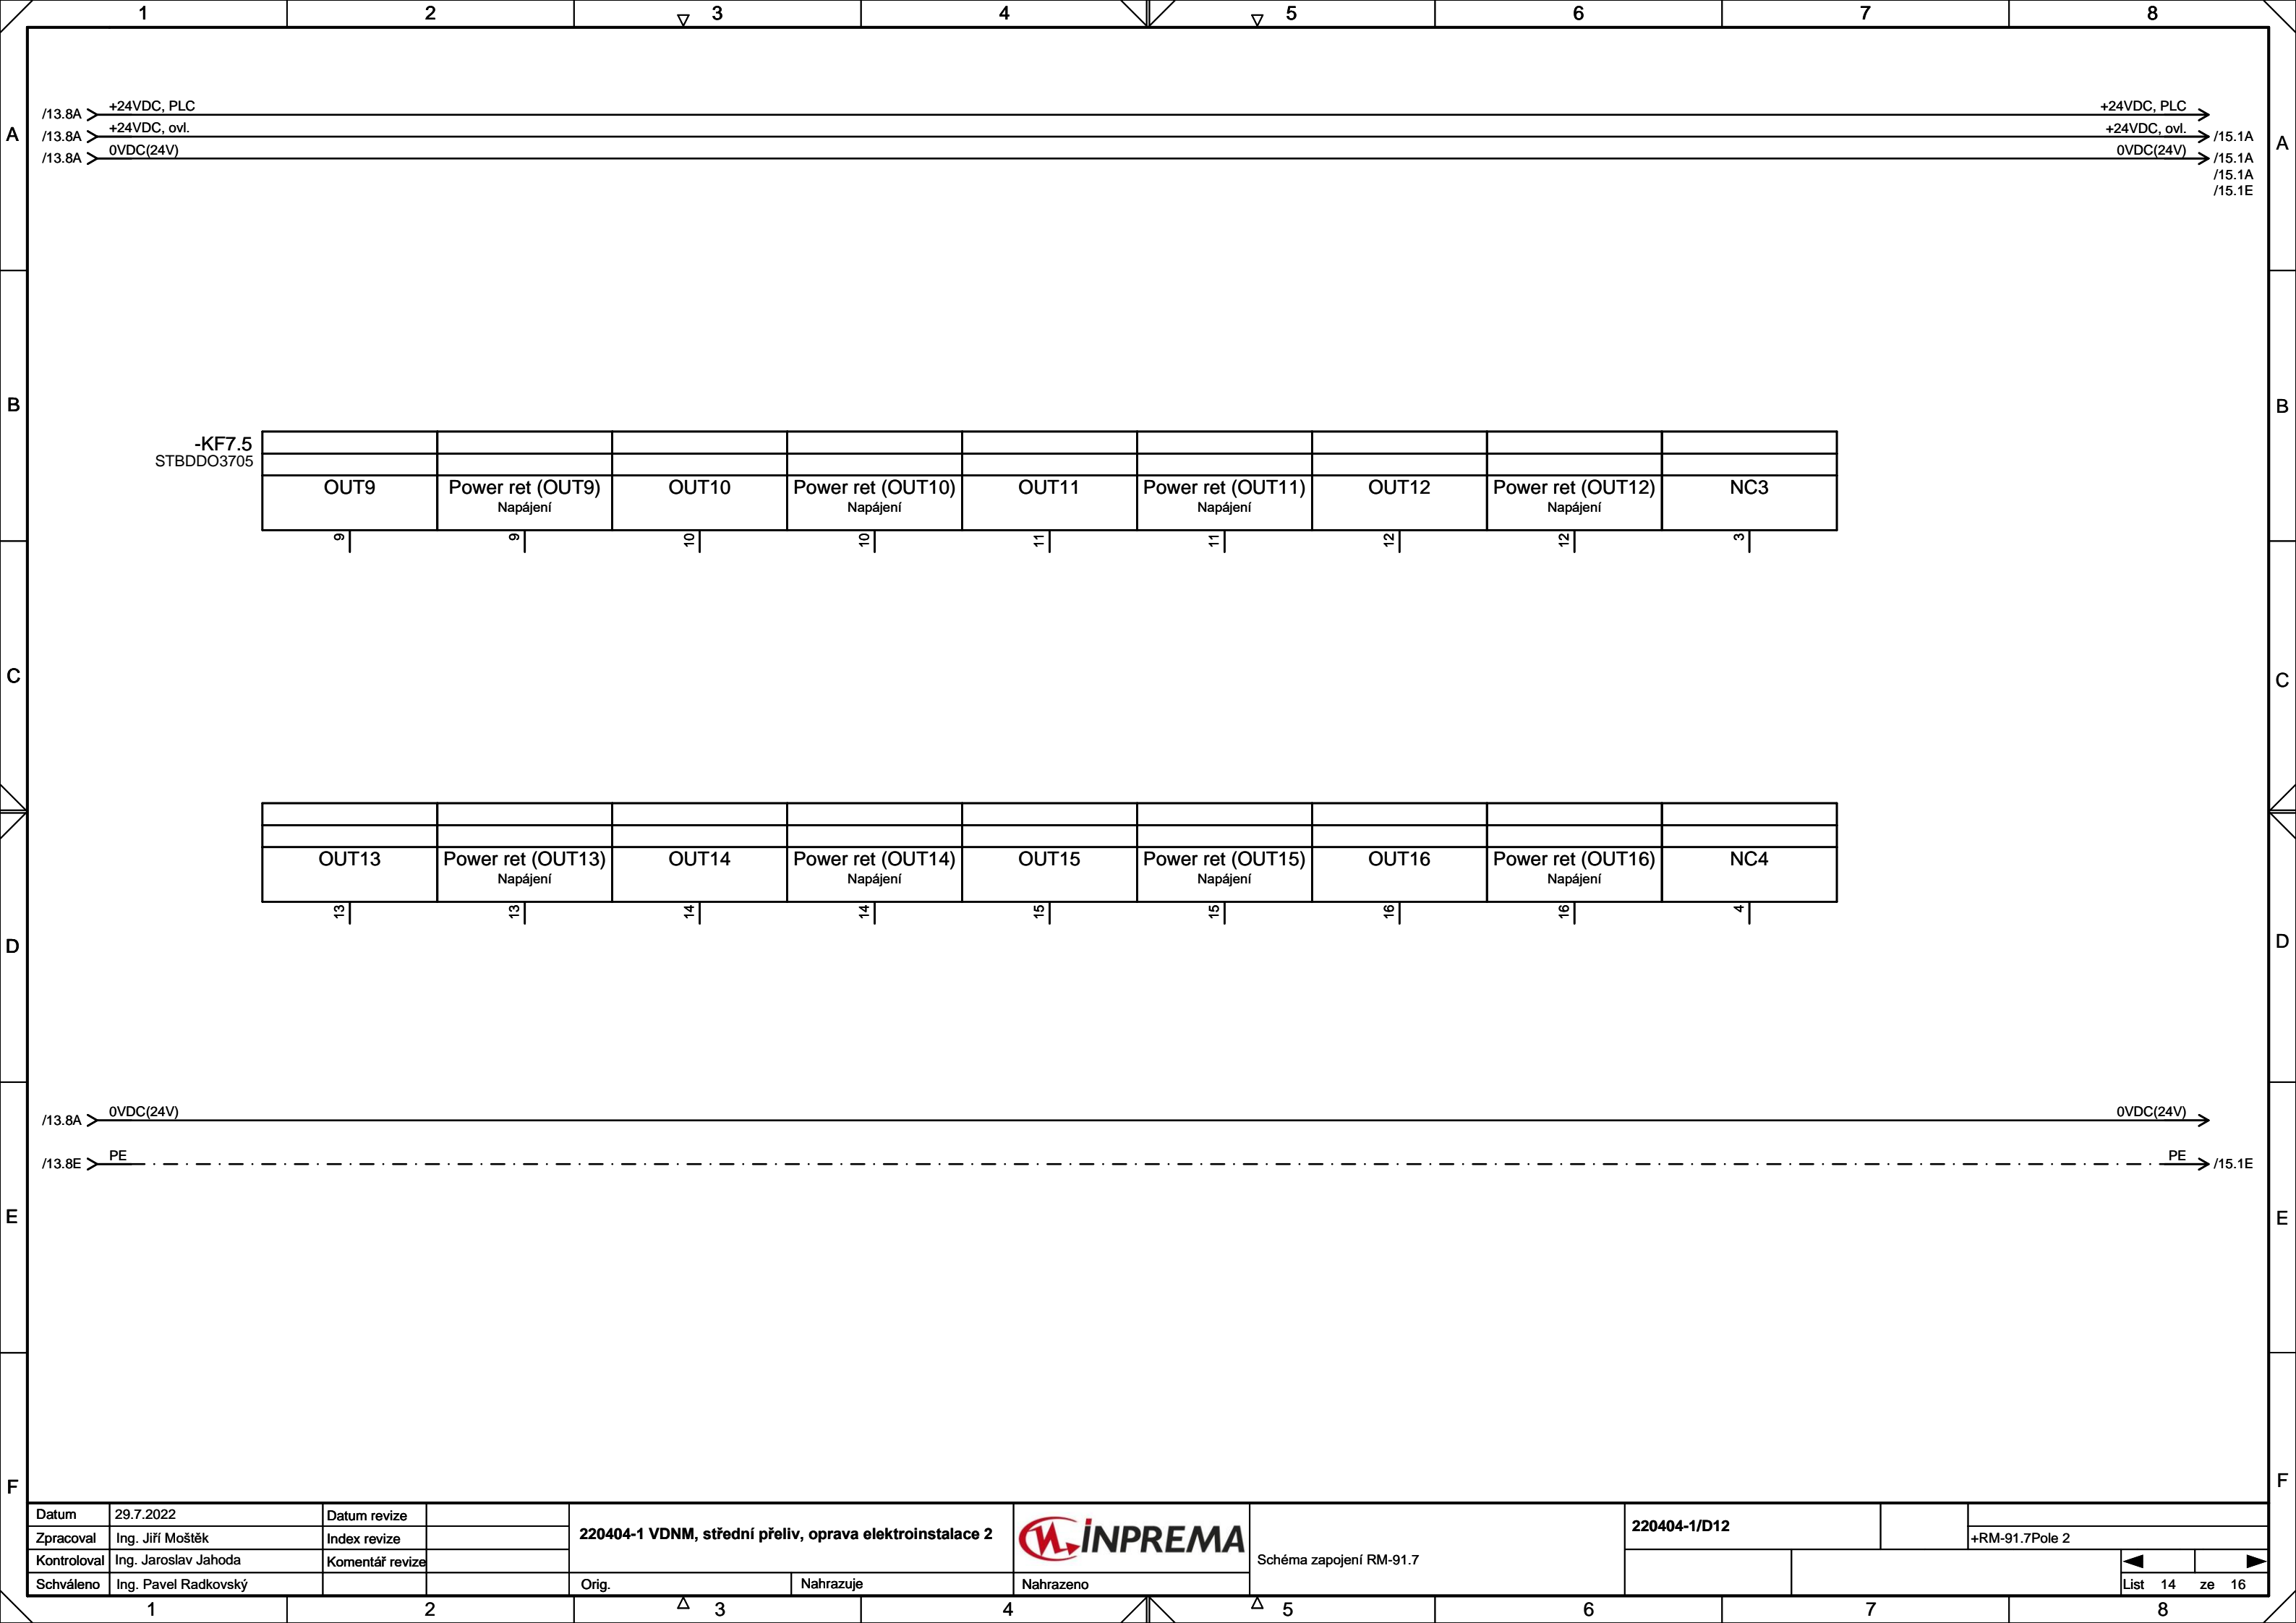 1 2 3 4 5 6 7 8
A A
/13.8A +24VDC, PLC +24VDC, PLC
/13.8A +24VDC, ovl. +24VDC, ovl. /15.1A
/13.8A 0VDC(24V) 0VDC(24V) /15.1A
/15.1A
/15.1E
B B
-KF7.5
STBDDO3705
OUT9 Power ret (OUT9) OUT10 Power ret (OUT10) OUT11 Power ret (OUT11) OUT12 Power ret (OUT12) NC3
Napájení Napájení Napájení Napájení
9 9 10 10 11 11 12 12 3
C C
OUT13 Power ret (OUT13) OUT14 Power ret (OUT14) OUT15 Power ret (OUT15) OUT16 Power ret (OUT16) NC4
Napájení Napájení Napájení Napájení
13 13 14 14 15 15 16 16 4
D D
/13.8A 0VDC(24V) 0VDC(24V)
/13.8E PE PE /15.1E
E E
F F
Datum 29.7.2022 Datum revize
Zpracoval Ing. Jiří Moštěk Index revize
Kontroloval Ing. Jaroslav Jahoda Komentář revize
Schváleno Ing. Pavel Radkovský
220404-1 VDNM, střední přeliv, oprava elektroinstalace 2
Orig. Nahrazuje Nahrazeno
INPREMA
Schéma zapojení RM-91.7
220404-1/D12
+RM-91.7Pole 2
List 14 ze 16
1 2 3 4 5 6 7 8